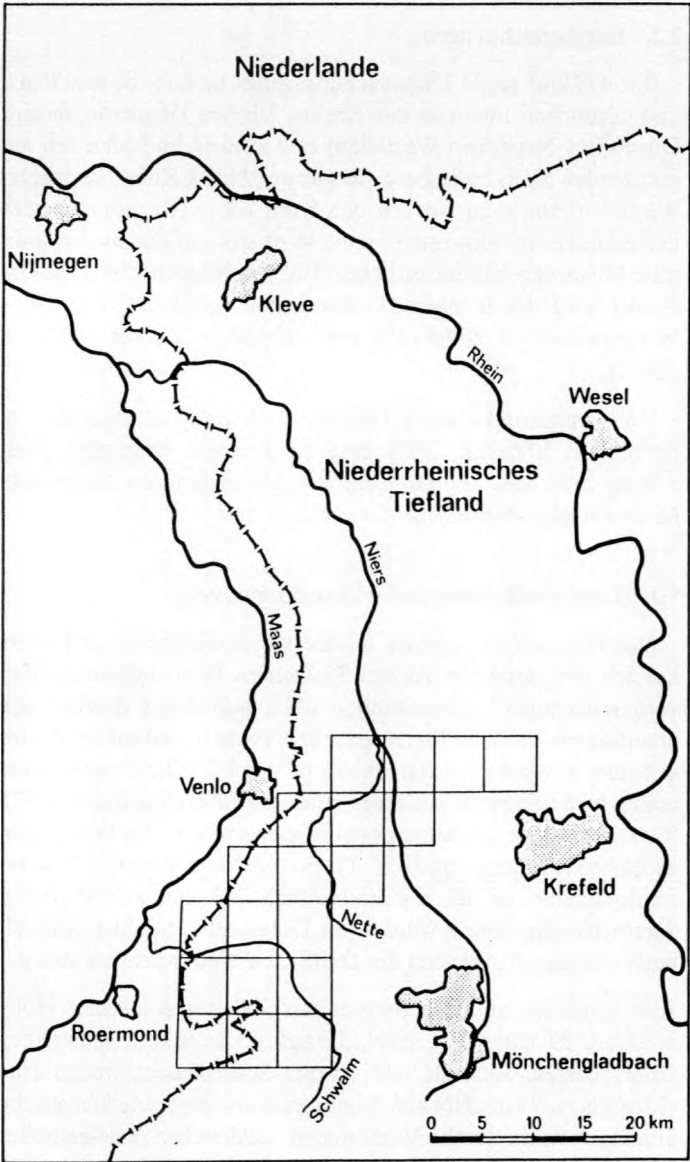 Niederlande
Nijmegen
Kleve
Rhein
Wesel
Niederrheinisches
Tiefland
Niers
Maas
Venlo
Krefeld
Nette
Roermond
Mönchengladbach
Schwalm
0 5 10 15 20 km